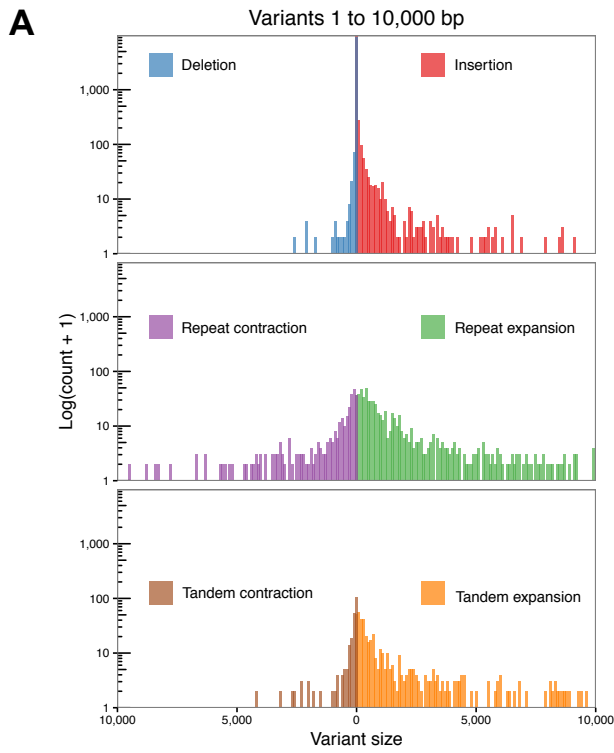 A
Variants 1 to 10,000 bp
Deletion
Insertion
1,000
100
10
1
Repeat contraction
Repeat expansion
1,000
100
10
1
Log(count + 1)
Tandem contraction
Tandem expansion
1,000
100
10
1
10,000 5,000 0 5,000 10,000
Variant size